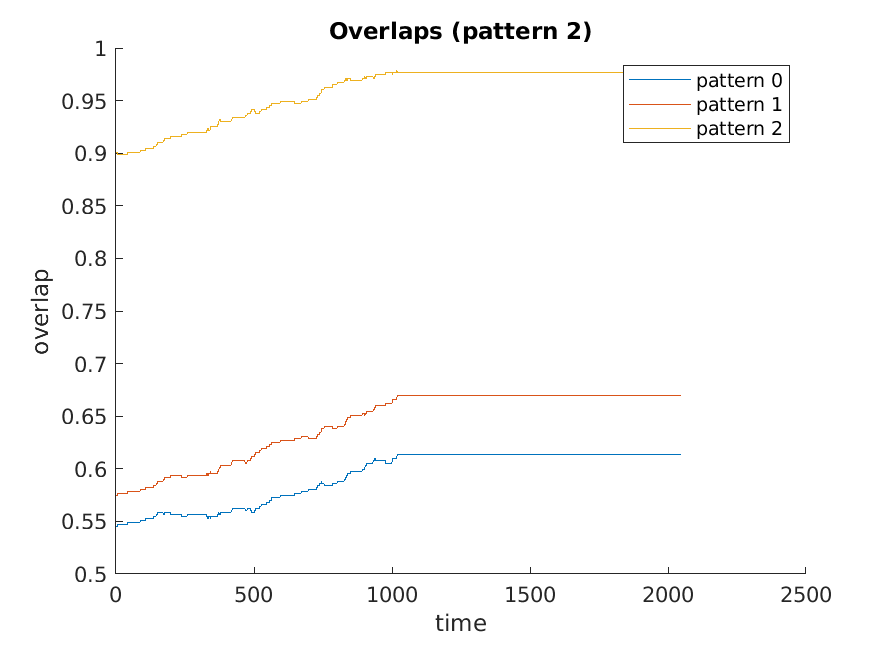 Overlaps (pattern 2)
1
0.95
0.9
0.85
0.8
0.75
0.7
0.65
0.6
0.55
0.5
overlap
pattern 0
pattern 1
pattern 2
0 500 1000 1500 2000 2500
time